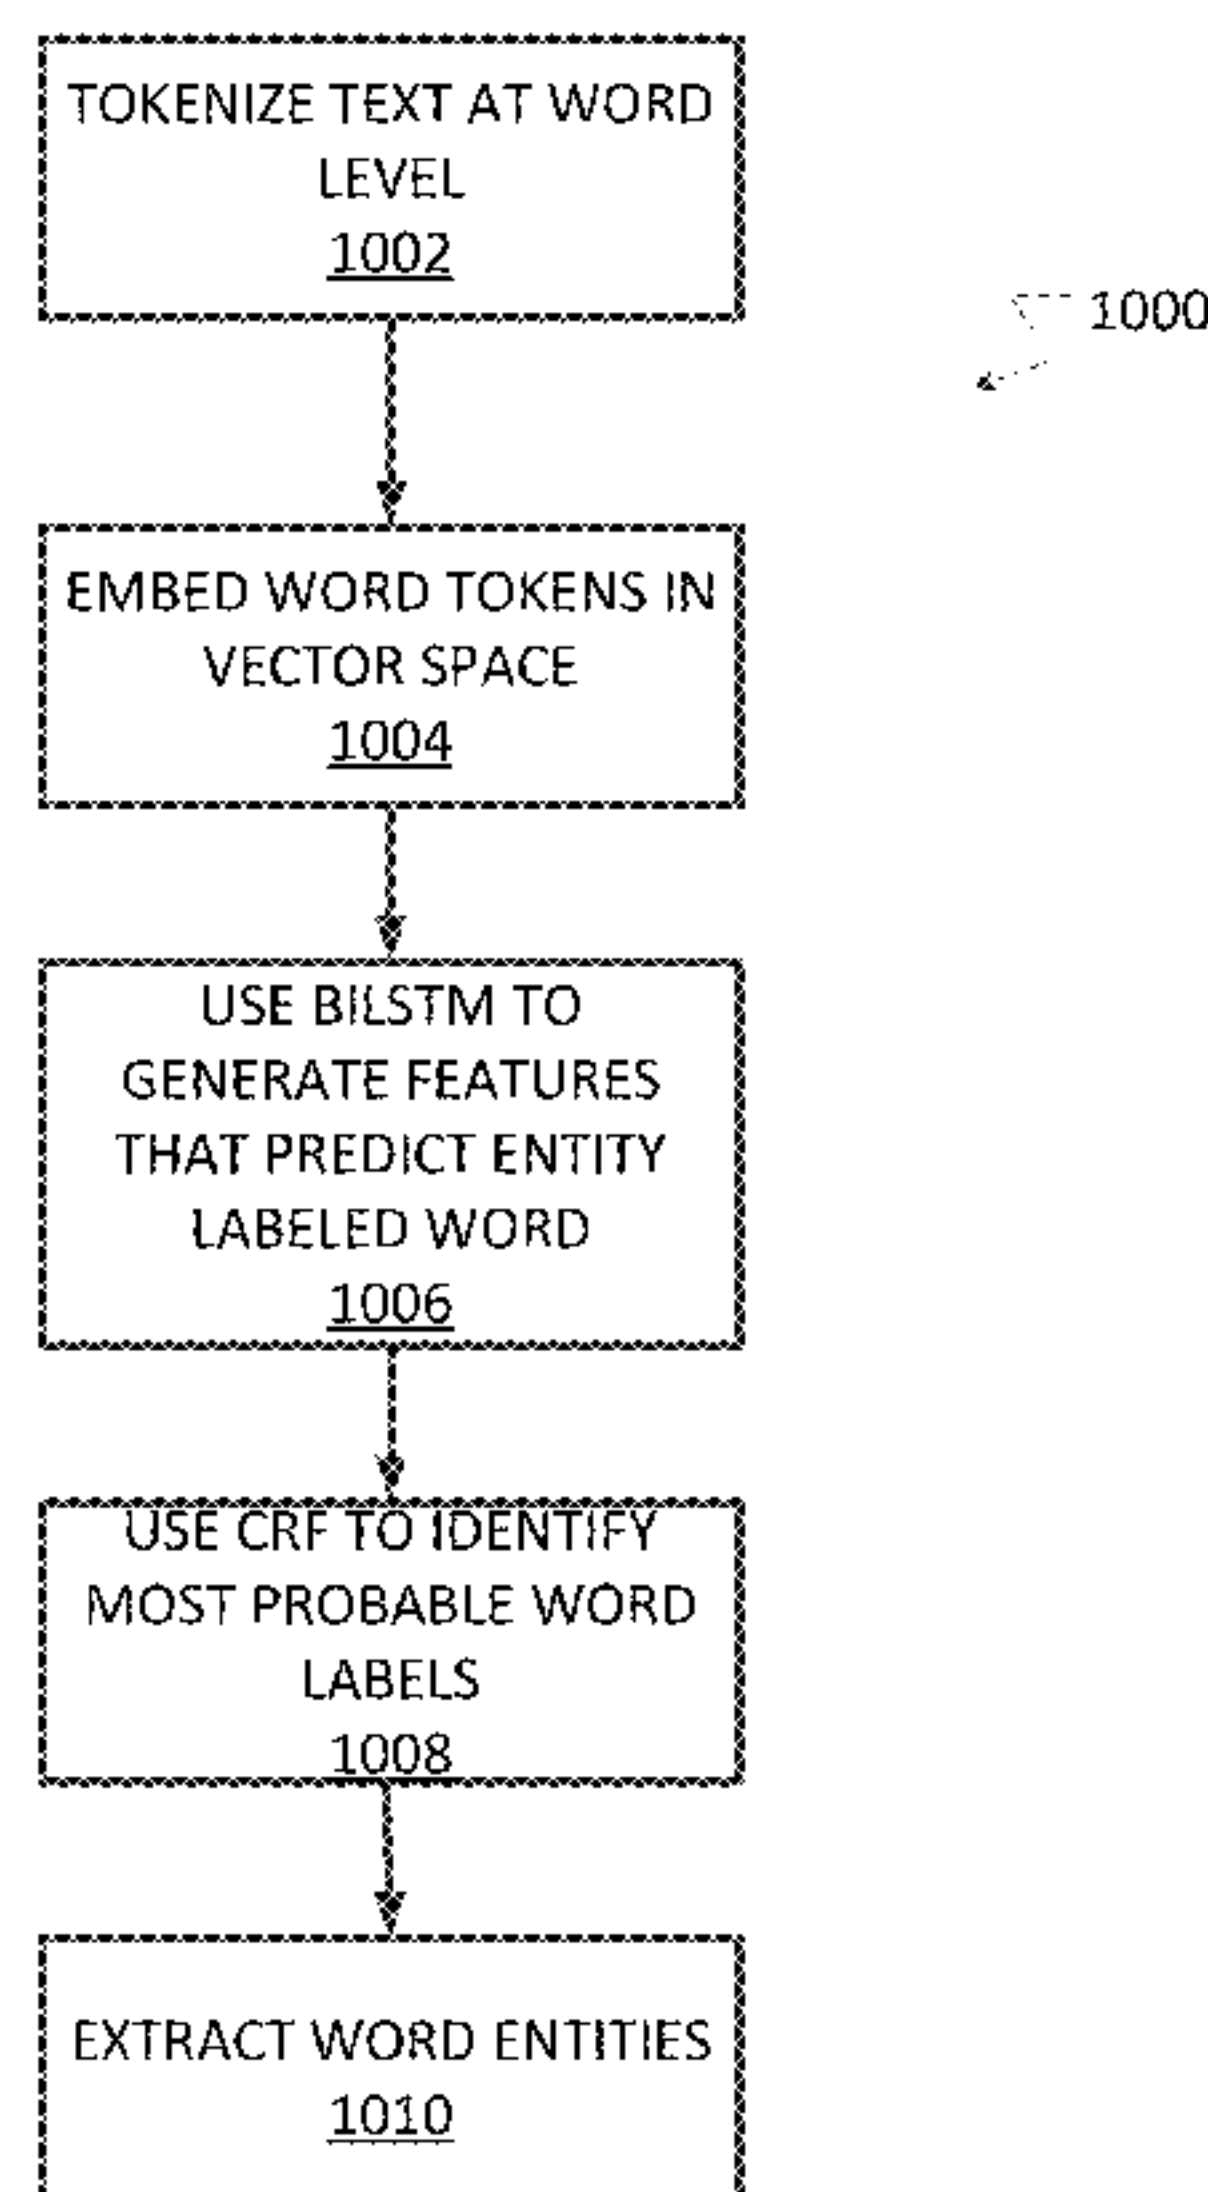 TOKENIZE TEXT AT WORD
LEVEL
1002
1000
EMBED WORD TOKENS IN
VECTOR SPACE
1004
USE BILSTM TO
GENERATE FEATURES
THAT PREDICT ENTITY
LABELED WORD
1006
USE CRF TO IDENTIFY
MOST PROBABLE WORD
LABELS
1008
EXTRACT WORD ENTITIES
1010